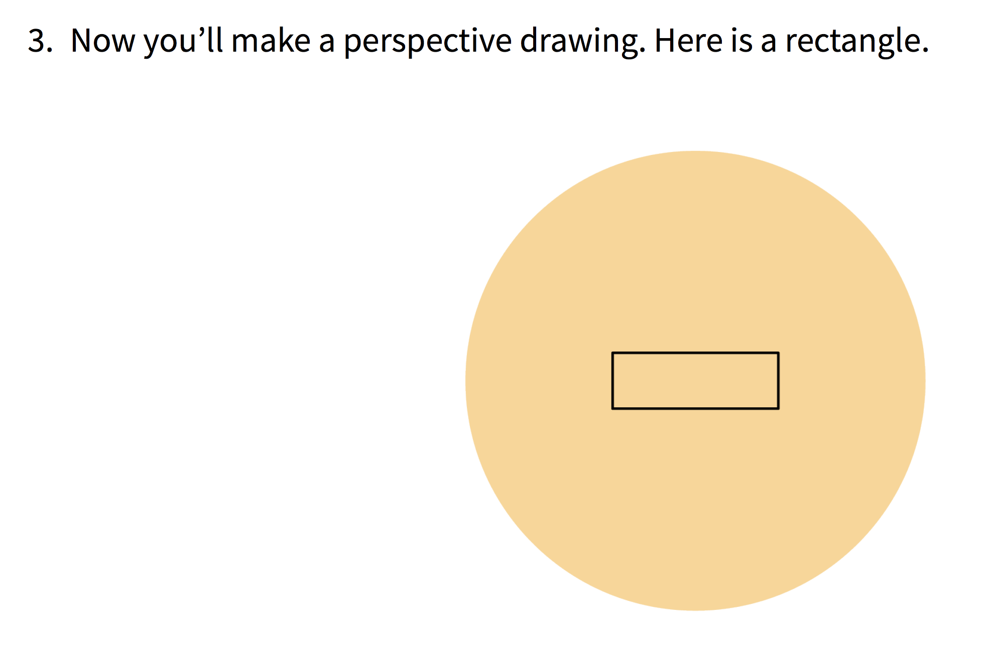 3. Now you’ll make a perspective drawing. Here is a rectangle.